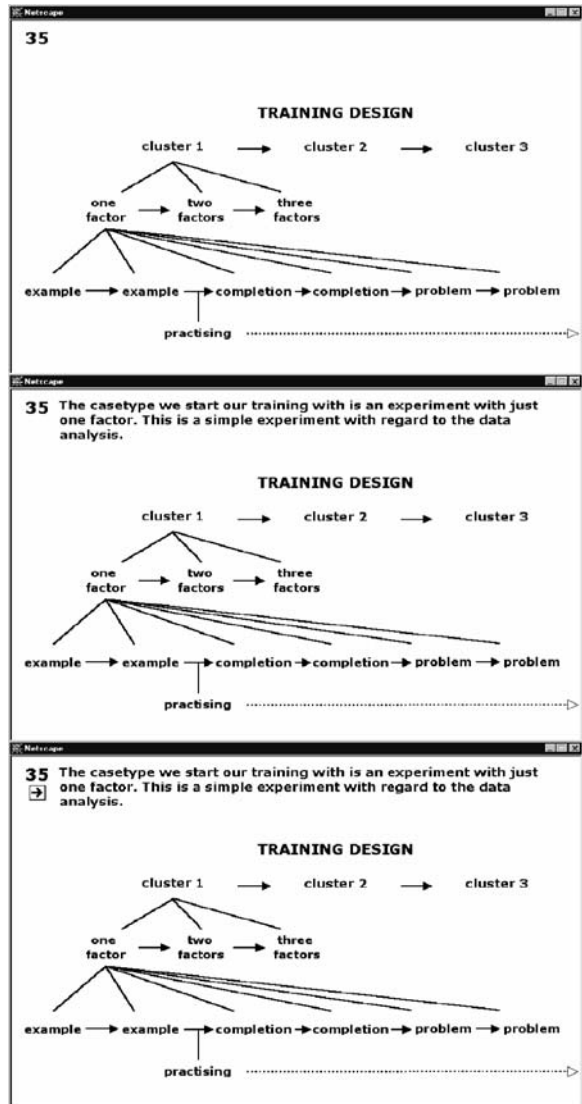 Netscape
35
TRAINING DESIGN
cluster 1 cluster 2 cluster 3
one two three
factor factors factors
example example completion completion problem problem
practising
Netscape
35 The casetype we start our training with is an experiment with just
one factor. This is a simple experiment with regard to the data
analysis.
TRAINING DESIGN
cluster 1 cluster 2 cluster 3
one two three
factor factors factors
example example completion completion problem problem
practising
Netscape
35 The casetype we start our training with is an experiment with just
one factor. This is a simple experiment with regard to the data
analysis.
TRAINING DESIGN
cluster 1 cluster 2 cluster 3
one two three
factor factors factors
example example completion completion problem problem
practising